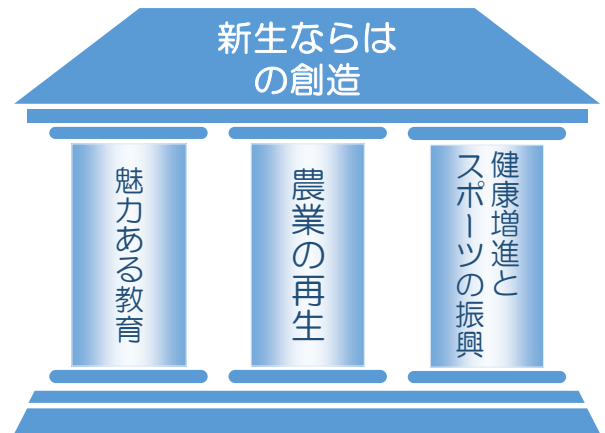 新生ならは
の創造
魅力ある教育
農業の再生
健康増進と
スポーツの振興